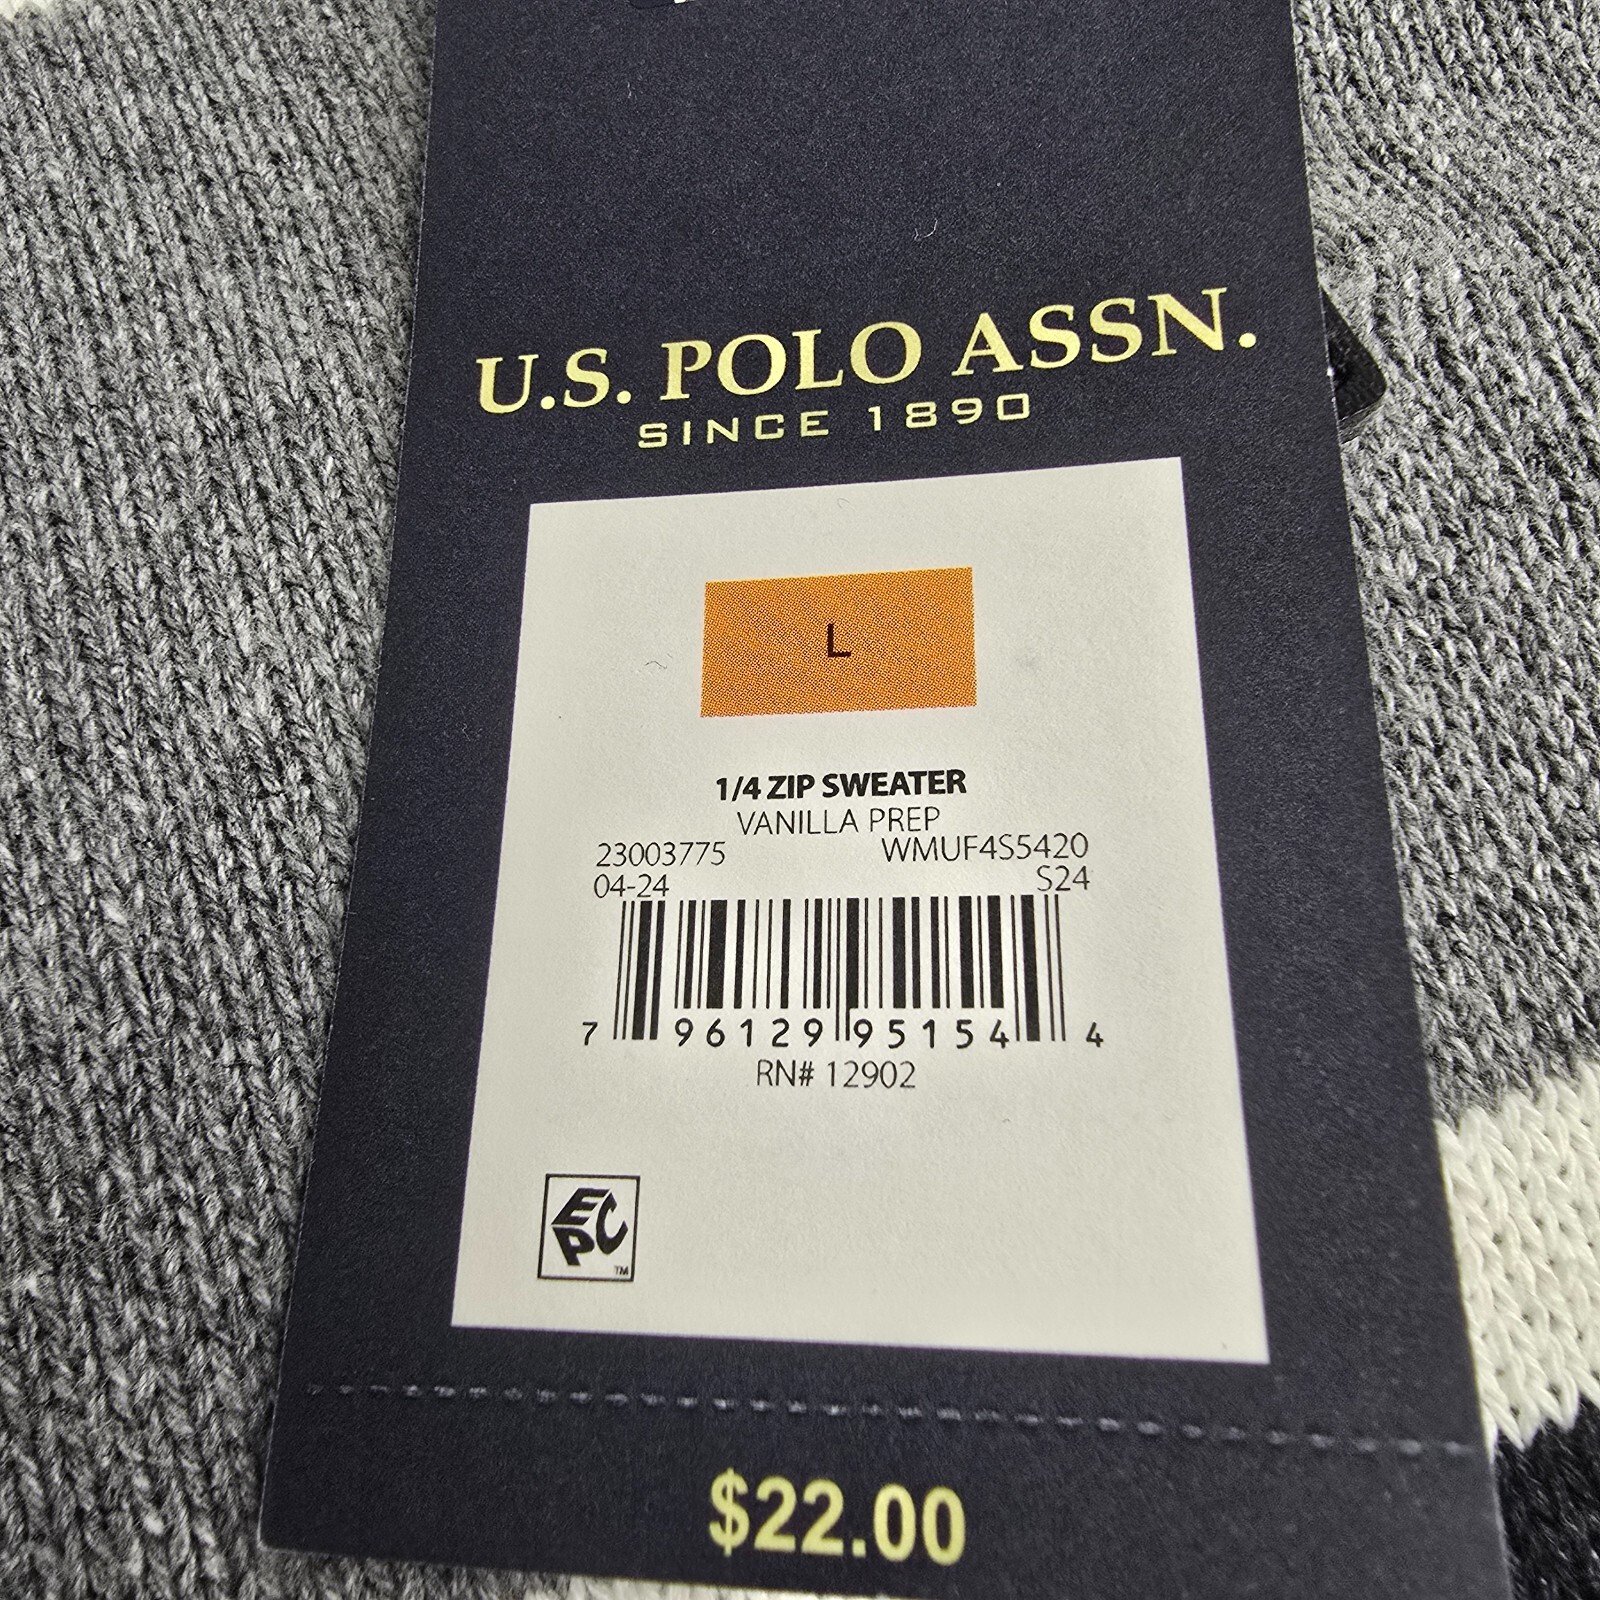 U.S. POLO ASSN.
SINCE 1890
L
1/4 ZIP SWEATER
VANILLA PREP
23003775 WMUF4S5420
04-24 S24
7 96129 95154 4
RN# 12902
EPC
TM
$22.00